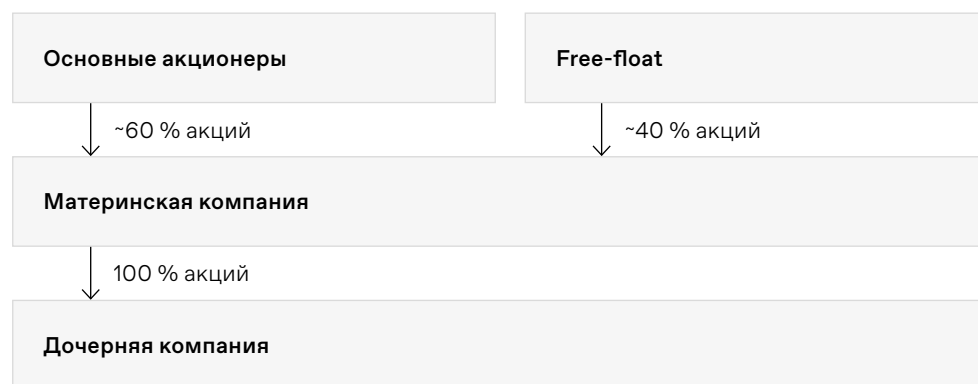 Основные акционеры
Free-float
~60 % акций
~40 % акций
Материнская компания
100 % акций
Дочерняя компания